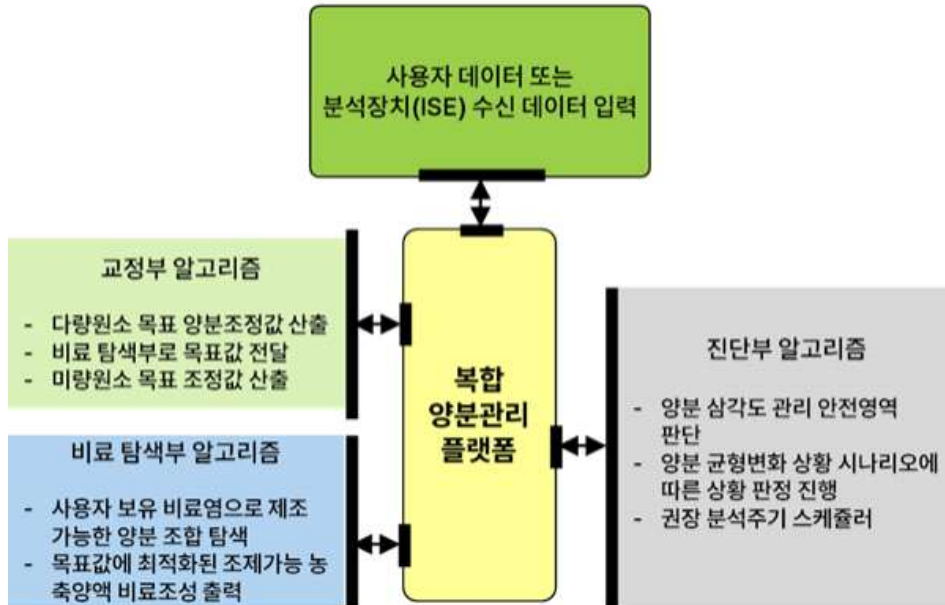 사용자 데이터 또는
분석장치(ISE) 수신 데이터 입력
교정부 알고리즘
- 다량원소 목표 양분조정값 산출
- 비료 탐색부로 목표값 전달
- 미량원소 목표 조정값 산출
비료 탐색부 알고리즘
- 사용자 보유 비료염으로 제조
가능한 양분 조합 탐색
- 목표값에 최적화된 조제가능 농
축양액 비료조성 출력
복합
양분관리
플랫폼
진단부 알고리즘
- 양분 삼각도 관리 안전영역
판단
- 양분 균형변화 상황 시나리오에
따른 상황 판정 진행
- 권장 분석주기 스케쥴러